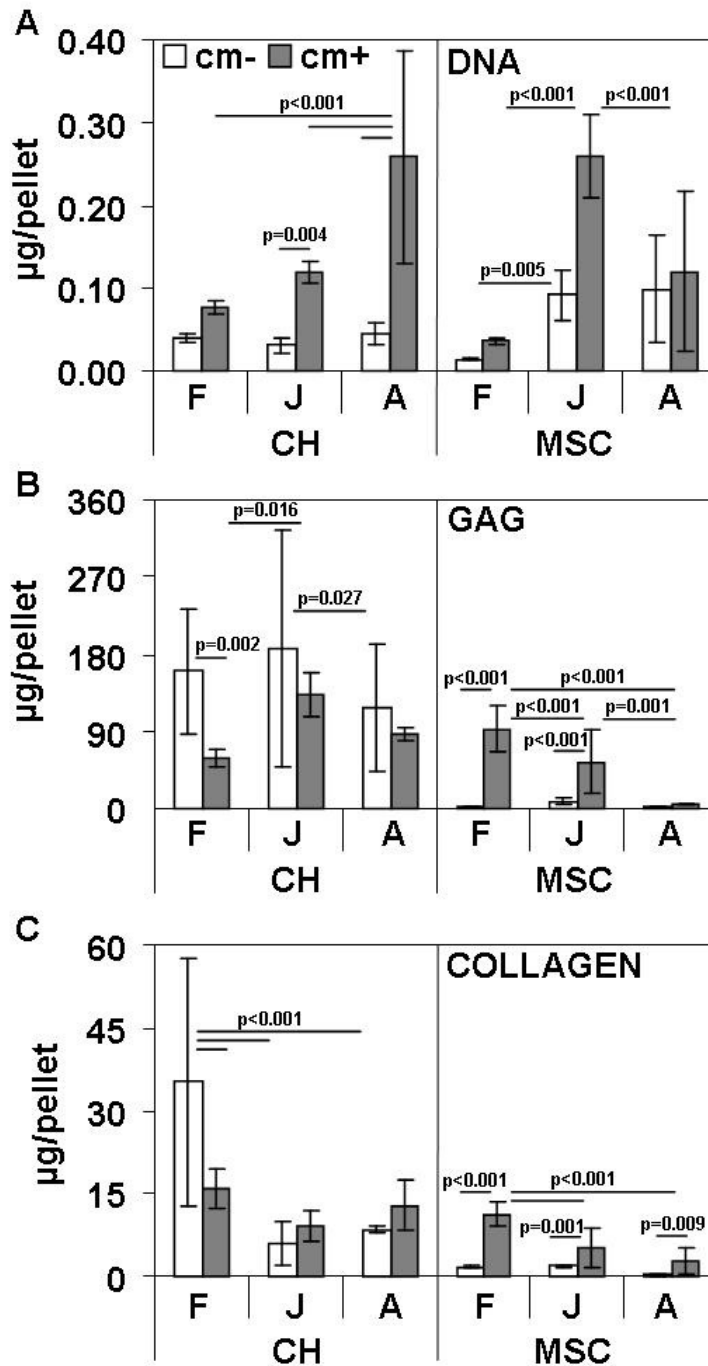 A
0.40
cm- cm+ DNA
p<0.001 p<0.001 p<0.001
0.30
µg/pellet
0.20
p=0.004
p=0.005
0.10
0.00
F J A F J A
CH MSC
B
360
GAG
p=0.016
270
p=0.027
µg/pellet
180
p=0.002
p<0.001 p<0.001
p<0.001 p=0.001
90
p<0.001
0
F J A F J A
CH MSC
C
60
COLLAGEN
45
p<0.001
µg/pellet
30
15
p<0.001 p<0.001
p=0.001 p=0.009
0
F J A F J A
CH MSC